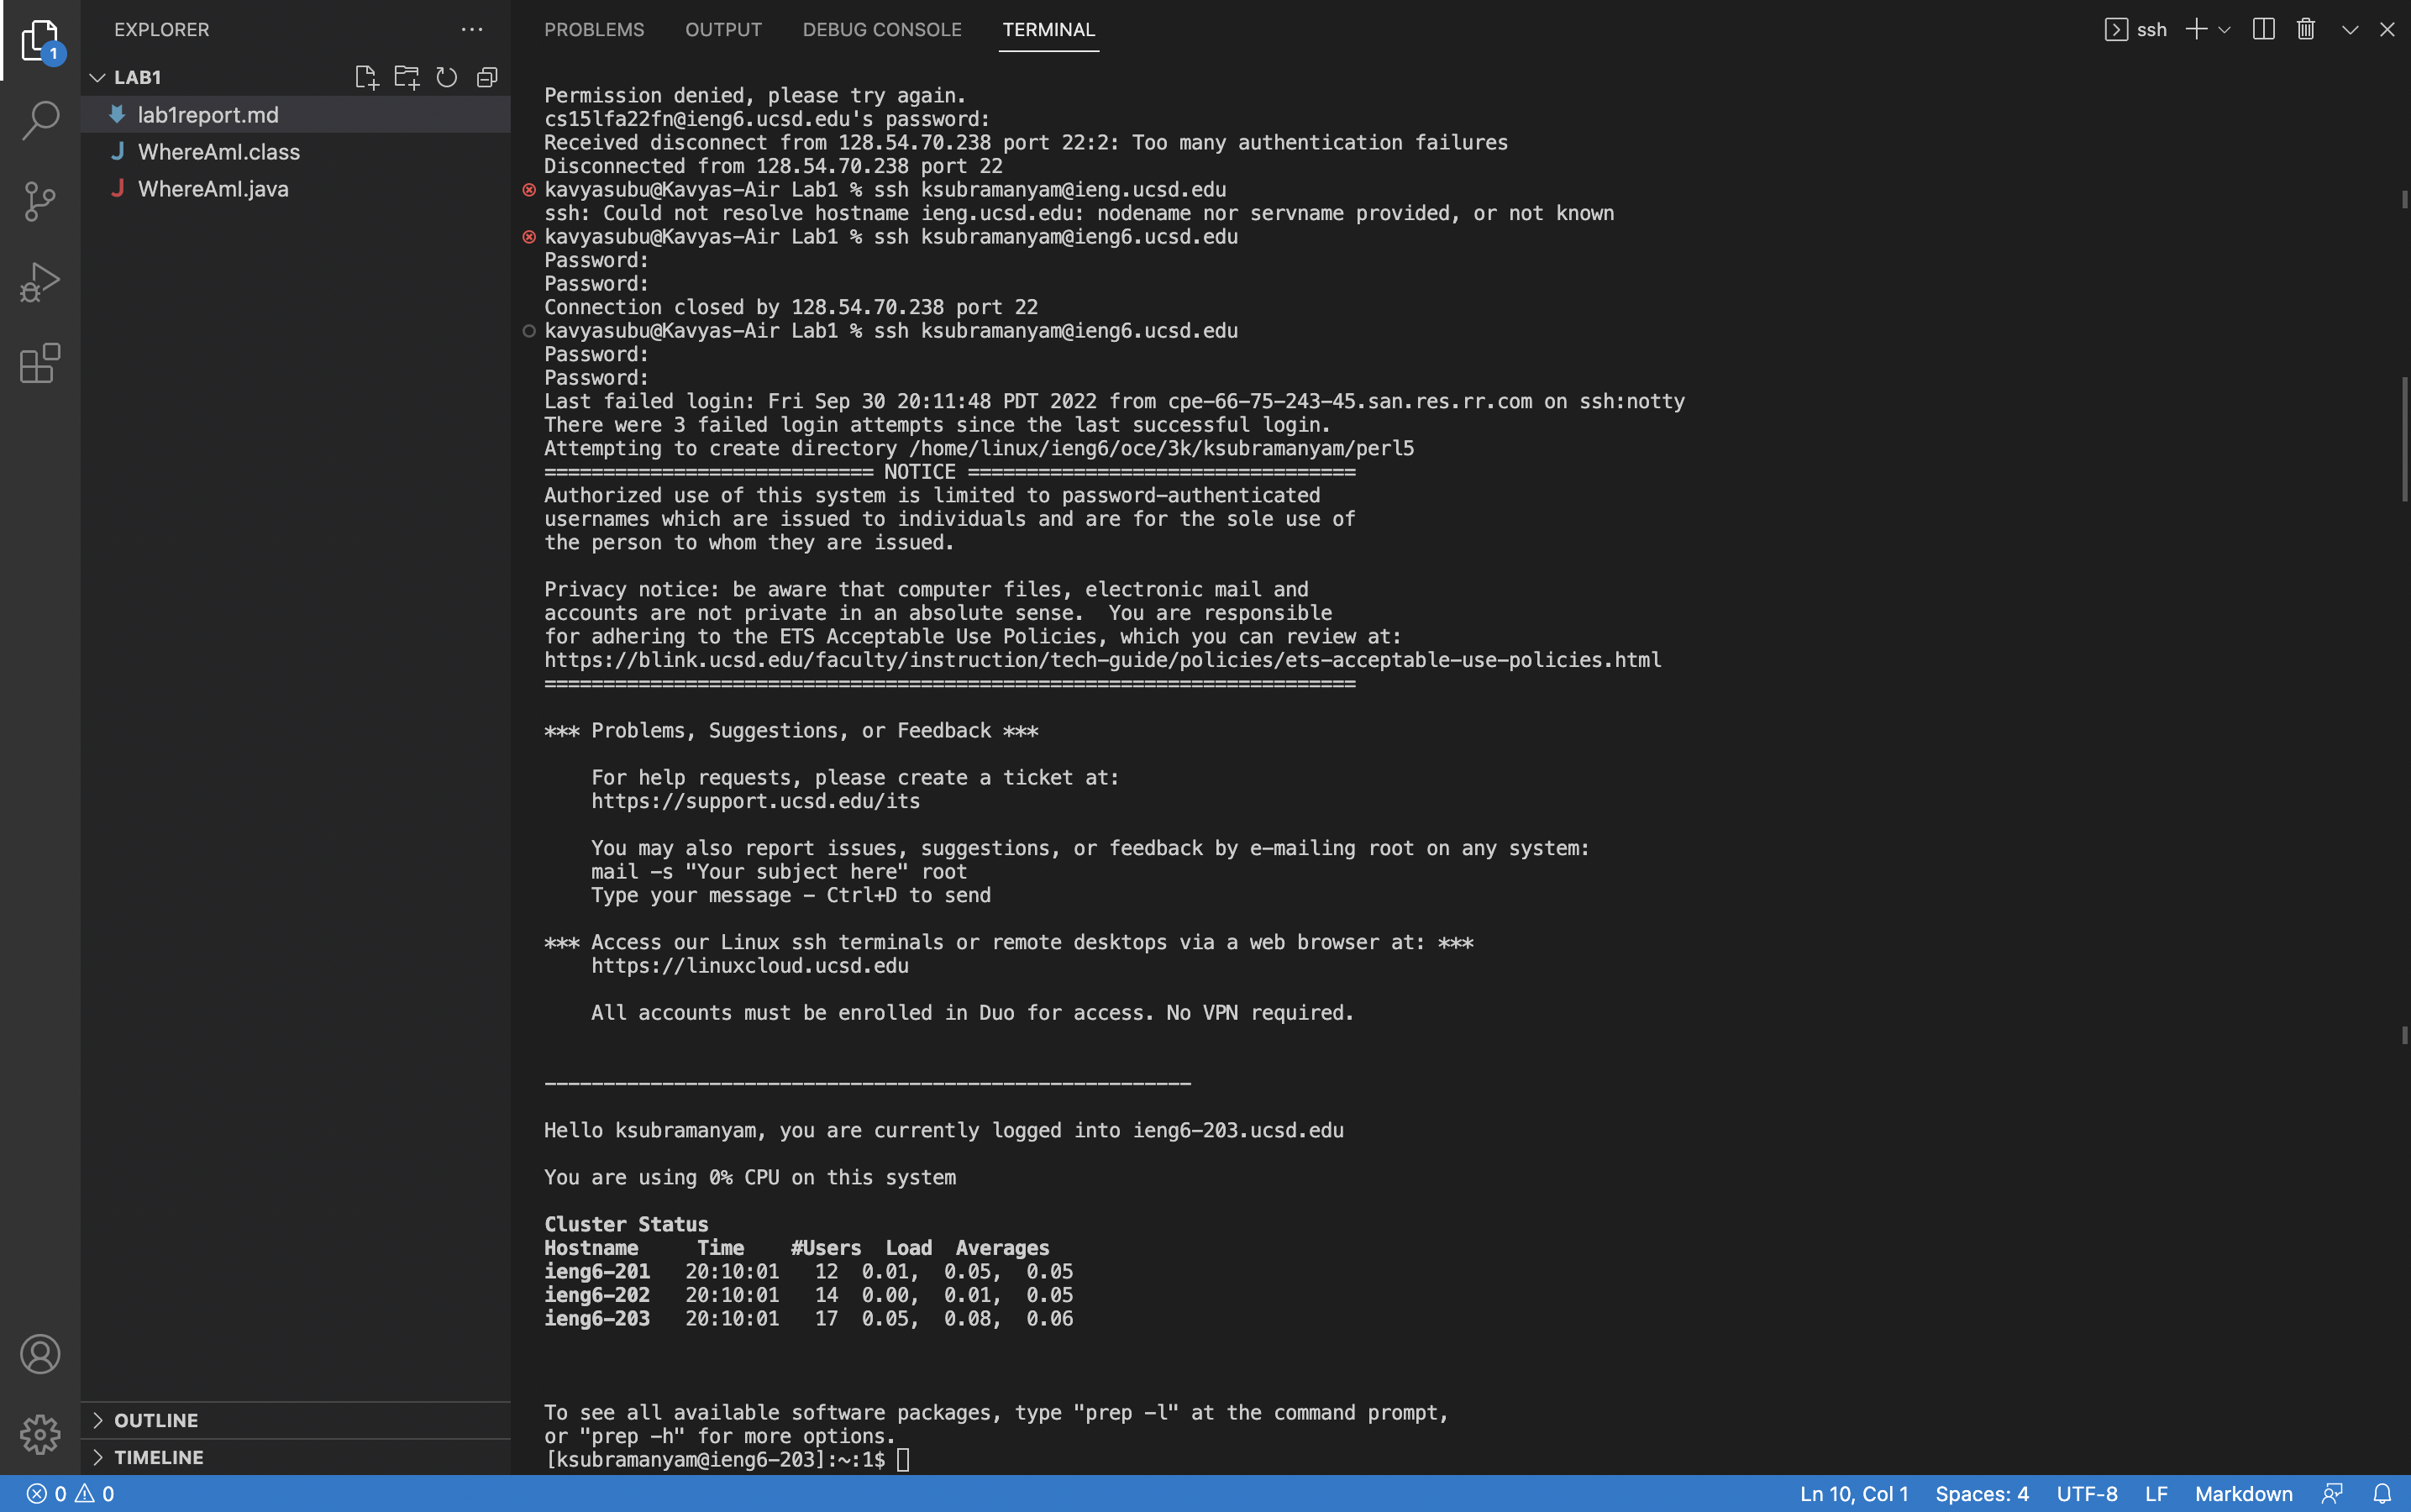 EXPLORER
LAB1
lab1report.md
WhereAmI.class
WhereAmI.java
OUTLINE
TIMELINE
1
PROBLEMS OUTPUT DEBUG CONSOLE TERMINAL
ssh
Permission denied, please try again.
cs15lfa22fn@ieng6.ucsd.edu's password:
Received disconnect from 128.54.70.238 port 22:2: Too many authentication failures
Disconnected from 128.54.70.238 port 22
kavyasubu@Kavyas-Air Lab1 % ssh ksubramanyam@ieng.ucsd.edu
ssh: Could not resolve hostname ieng.ucsd.edu: nodename nor servname provided, or not known
kavyasubu@Kavyas-Air Lab1 % ssh ksubramanyam@ieng6.ucsd.edu
Password:
Password:
Connection closed by 128.54.70.238 port 22
kavyasubu@Kavyas-Air Lab1 % ssh ksubramanyam@ieng6.ucsd.edu
Password:
Password:
Last failed login: Fri Sep 30 20:11:48 PDT 2022 from cpe-66-75-243-45.san.res.rr.com on ssh:notty
There were 3 failed login attempts since the last successful login.
Attempting to create directory /home/linux/ieng6/oce/3k/ksubramanyam/perl5
=========================== NOTICE =================================
Authorized use of this system is limited to password-authenticated
usernames which are issued to individuals and are for the sole use of
the person to whom they are issued.
Privacy notice: be aware that computer files, electronic mail and
accounts are not private in an absolute sense.  You are responsible
for adhering to the ETS Acceptable Use Policies, which you can review at:
https://blink.ucsd.edu/faculty/instruction/tech-guide/policies/ets-acceptable-use-policies.html
=====================================================================
*** Problems, Suggestions, or Feedback ***
For help requests, please create a ticket at:
https://support.ucsd.edu/its
You may also report issues, suggestions, or feedback by e-mailing root on any system:
mail -s "Your subject here" root
Type your message - Ctrl+D to send
*** Access our Linux ssh terminals or remote desktops via a web browser at: ***
https://linuxcloud.ucsd.edu
All accounts must be enrolled in Duo for access. No VPN required.
-------------------------------------------------------
Hello ksubramanyam, you are currently logged into ieng6-203.ucsd.edu
You are using 0% CPU on this system
Cluster Status
Hostname     Time    #Users  Load  Averages
ieng6-201   20:10:01   12  0.01,  0.05,  0.05
ieng6-202   20:10:01   14  0.00,  0.01,  0.05
ieng6-203   20:10:01   17  0.05,  0.08,  0.06
To see all available software packages, type "prep -l" at the command prompt,
or "prep -h" for more options.
[ksubramanyam@ieng6-203]:~:1$
0 0
Ln 10, Col 1 Spaces: 4 UTF-8 LF Markdown